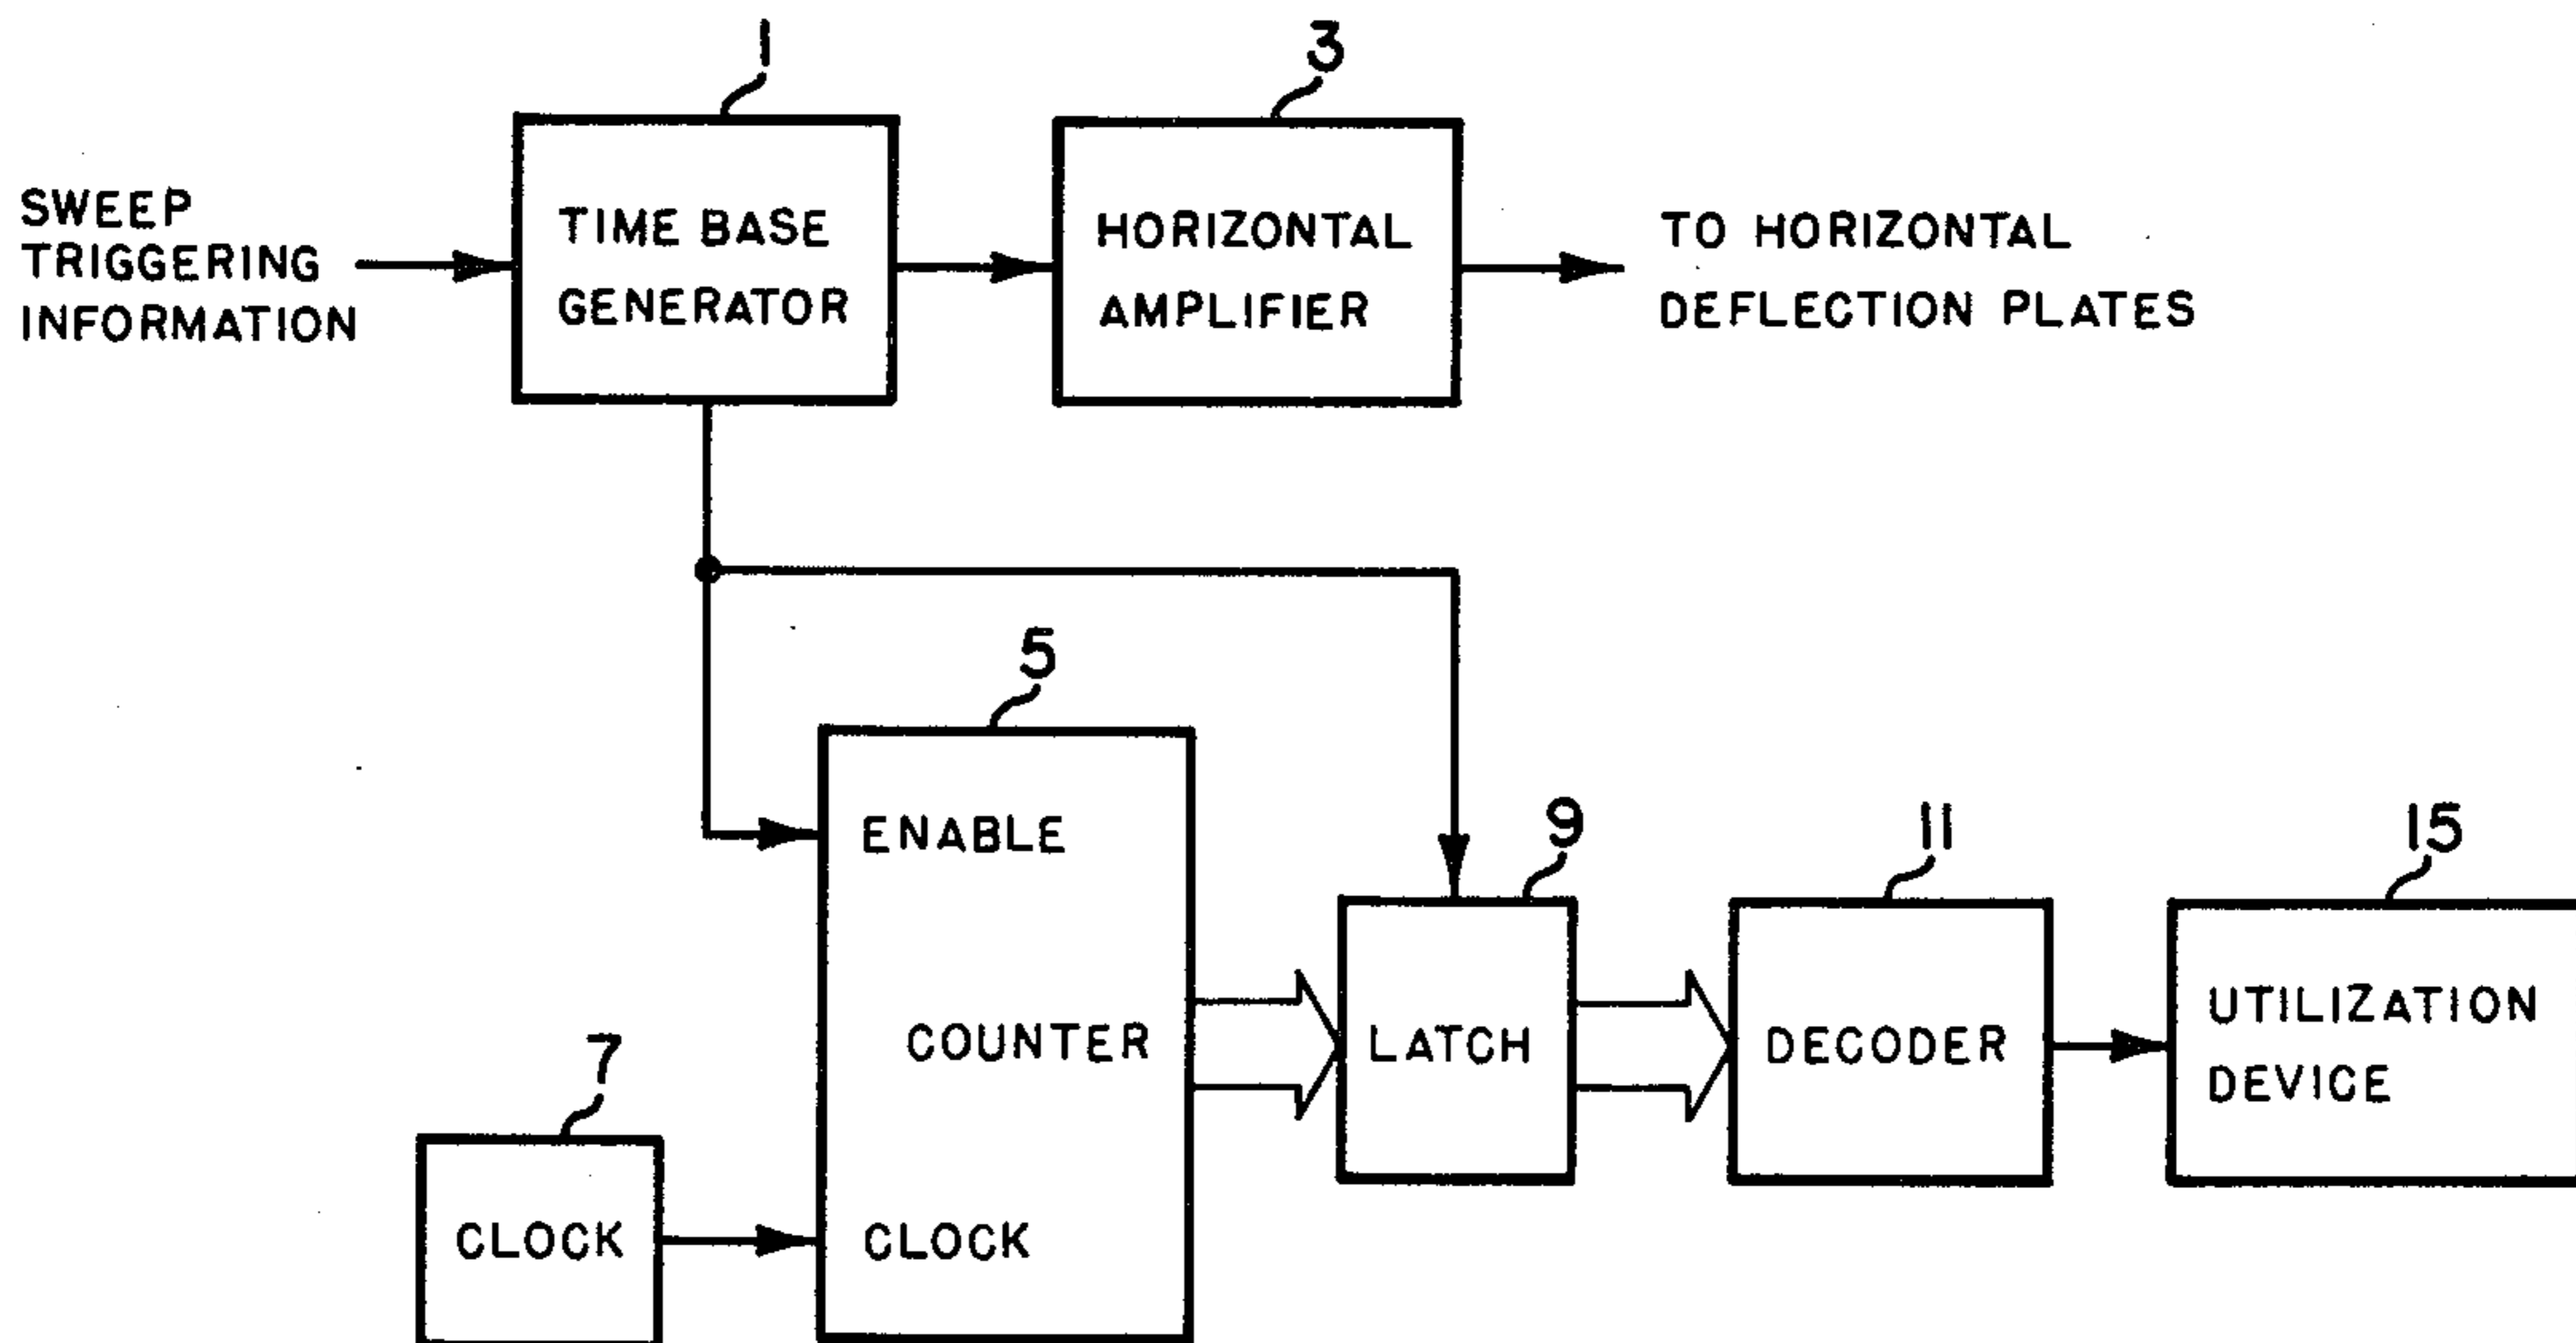 1
3
SWEEP
TRIGGERING
INFORMATION
TIME BASE
GENERATOR
HORIZONTAL
AMPLIFIER
TO HORIZONTAL
DEFLECTION PLATES
5
ENABLE
COUNTER
CLOCK
7
CLOCK
9
LATCH
11
DECODER
15
UTILIZATION
DEVICE